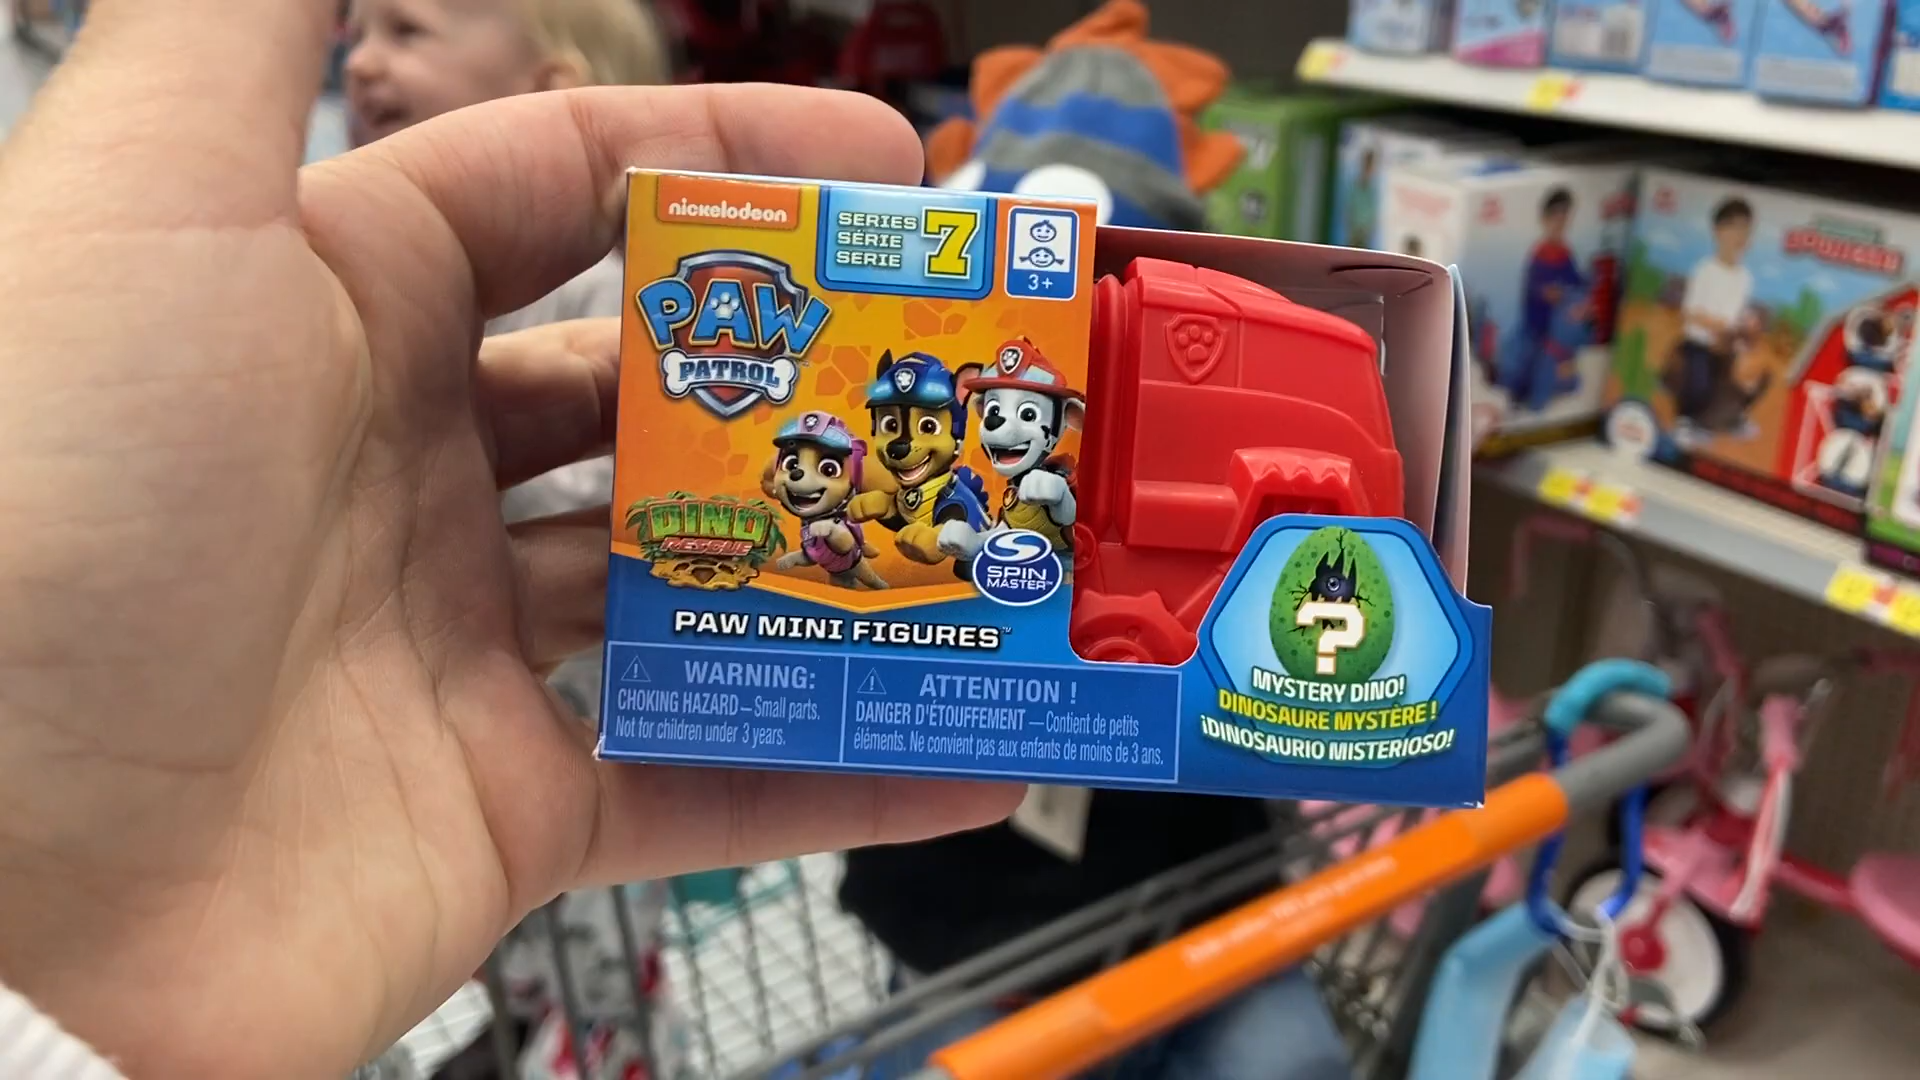 nickelodeon
SERIES
SÉRIE
SERIE
7
3+
PAW
PATROL
DINO
RESCUE
SPIN
MASTER™
PAW MINI FIGURES™
WARNING:
CHOKING HAZARD – Small parts.
Not for children under 3 years.
ATTENTION !
DANGER D'ÉTOUFFEMENT – Contient de petits
éléments. Ne convient pas aux enfants de moins de 3 ans.
?
MYSTERY DINO!
DINOSAURE MYSTÈRE !
¡DINOSAURIO MISTERIOSO!